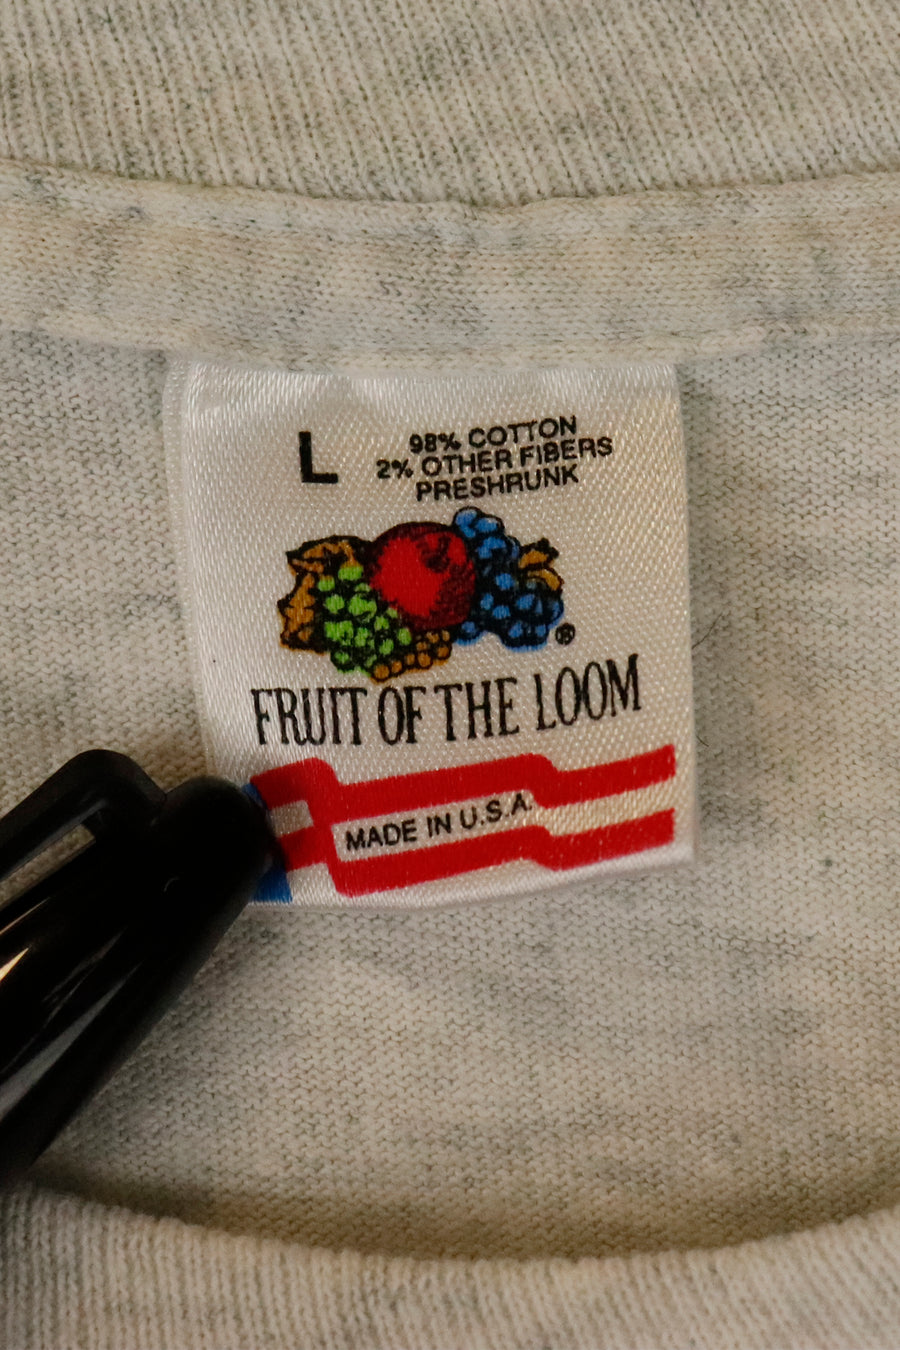 L
98% COTTON
2% OTHER FIBERS
PRESHRUNK
®
FRUIT OF THE LOOM
MADE IN U.S.A.